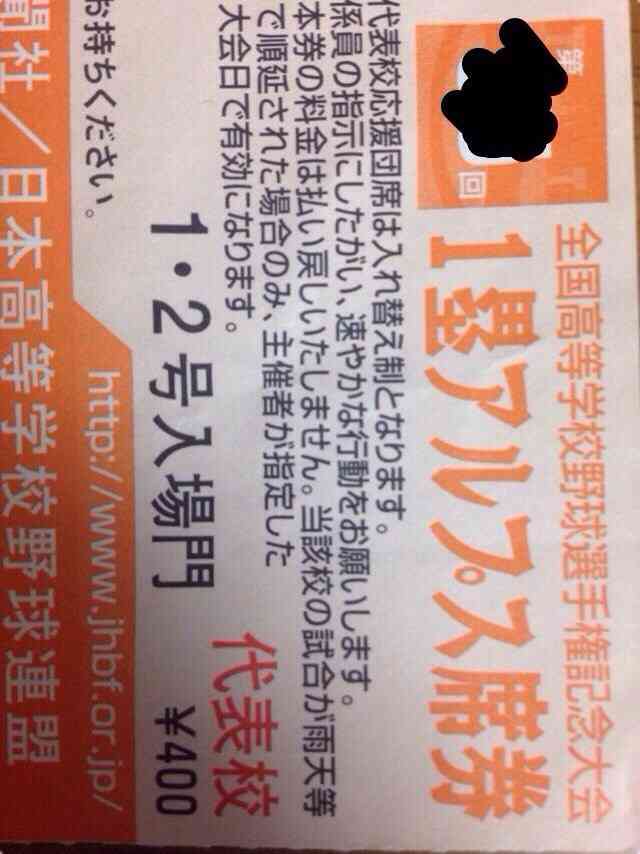 第 回
全国高等学校野球選手権記念大会
1塁アルプス席券
代表校応援団席は入れ替え制となります。
係員の指示にしたがい、速やかな行動をお願いします。
本券の料金は払い戻しいたしません。当該校の試合が雨天等
で順延された場合のみ、主催者が指定した
大会日で有効になります。
代表校
1・2号入場門 ¥400
お持ちください。
http://www.jhbf.or.jp/
聞社/日本高等学校野球連盟